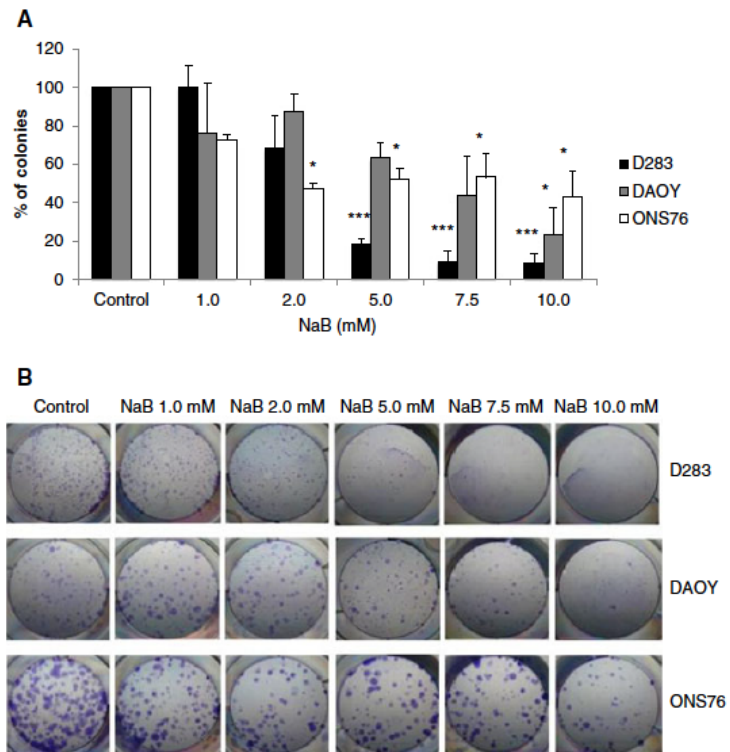 A
120
100
80
60
40
20
0
% of colonies
*
***
*
***
*
***
*
*
Control 1.0 2.0 5.0 7.5 10.0
NaB (mM)
D283
DAOY
ONS76
B
Control NaB 1.0 mM NaB 2.0 mM NaB 5.0 mM NaB 7.5 mM NaB 10.0 mM
D283
DAOY
ONS76